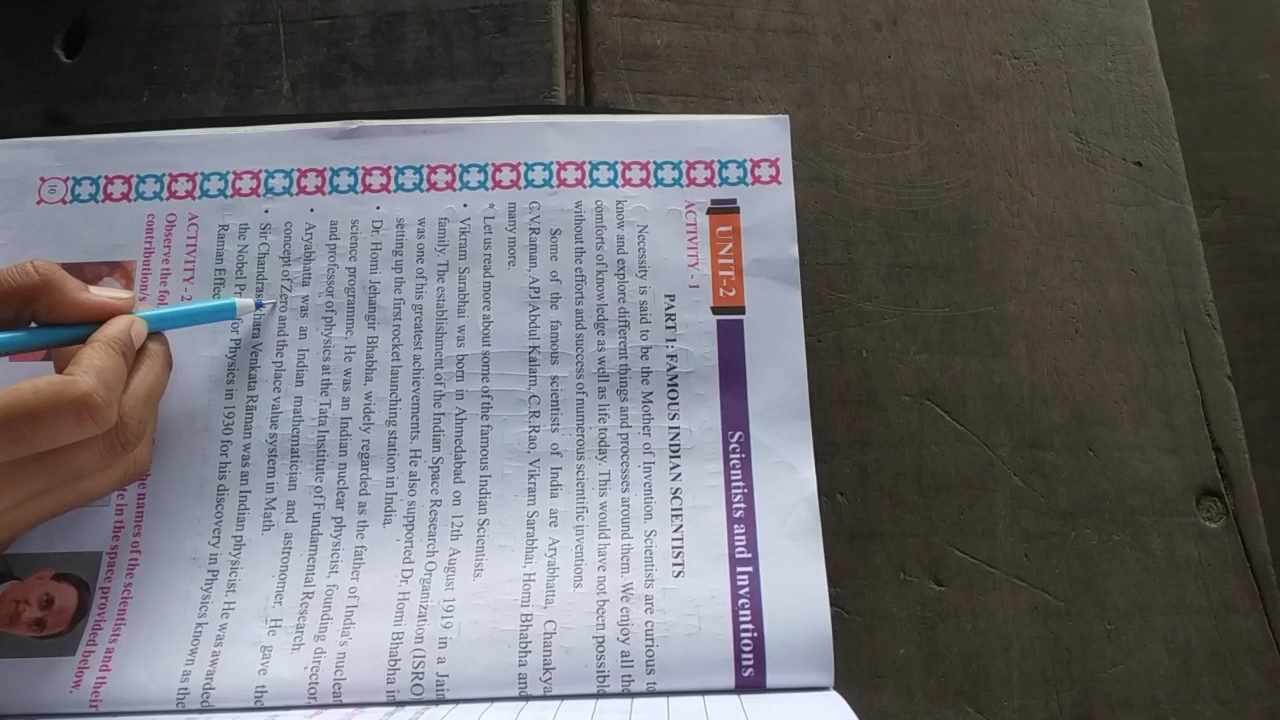 UNIT-2
Scientists and Inventions
ACTIVITY - 1
PART 1: FAMOUS INDIAN SCIENTISTS
Necessity is said to be the Mother of Invention. Scientists are curious to
know and explore different things and processes around them. We enjoy all the
comforts of knowledge as well as life today. This would have not been possible
without the efforts and success of numerous scientific inventions.
Some of the famous scientists of India are Aryabhatta, Chanakya,
C.V.Raman, APJ Abdul Kalam, C.R.Rao, Vikram Sarabhai, Homi Bhabha and
many more.
* Let us read more about some of the famous Indian Scientists.
• Vikram Sarabhai was born in Ahmedabad on 12th August 1919 in a Jain
family. The establishment of the Indian Space Research Organization (ISRO)
was one of his greatest achievements. He also supported Dr. Homi Bhabha in
setting up the first rocket launching station in India.
• Dr. Homi Jehangir Bhabha, widely regarded as the father of India's nuclear
science programme. He was an Indian nuclear physicist, founding director,
and professor of physics at the Tata Institute of Fundamental Research.
• Aryabhatta was an Indian mathematician and astronomer. He gave the
concept of Zero and the place value system in Math.
• Sir Chandrasekhara Venkata Raman was an Indian physicist. He was awarded
the Nobel for Physics in 1930 for his discovery in Physics known as the
Raman
ACTIVITY - 2
Observe the the names of the scientists and their
in the space provided below.
10